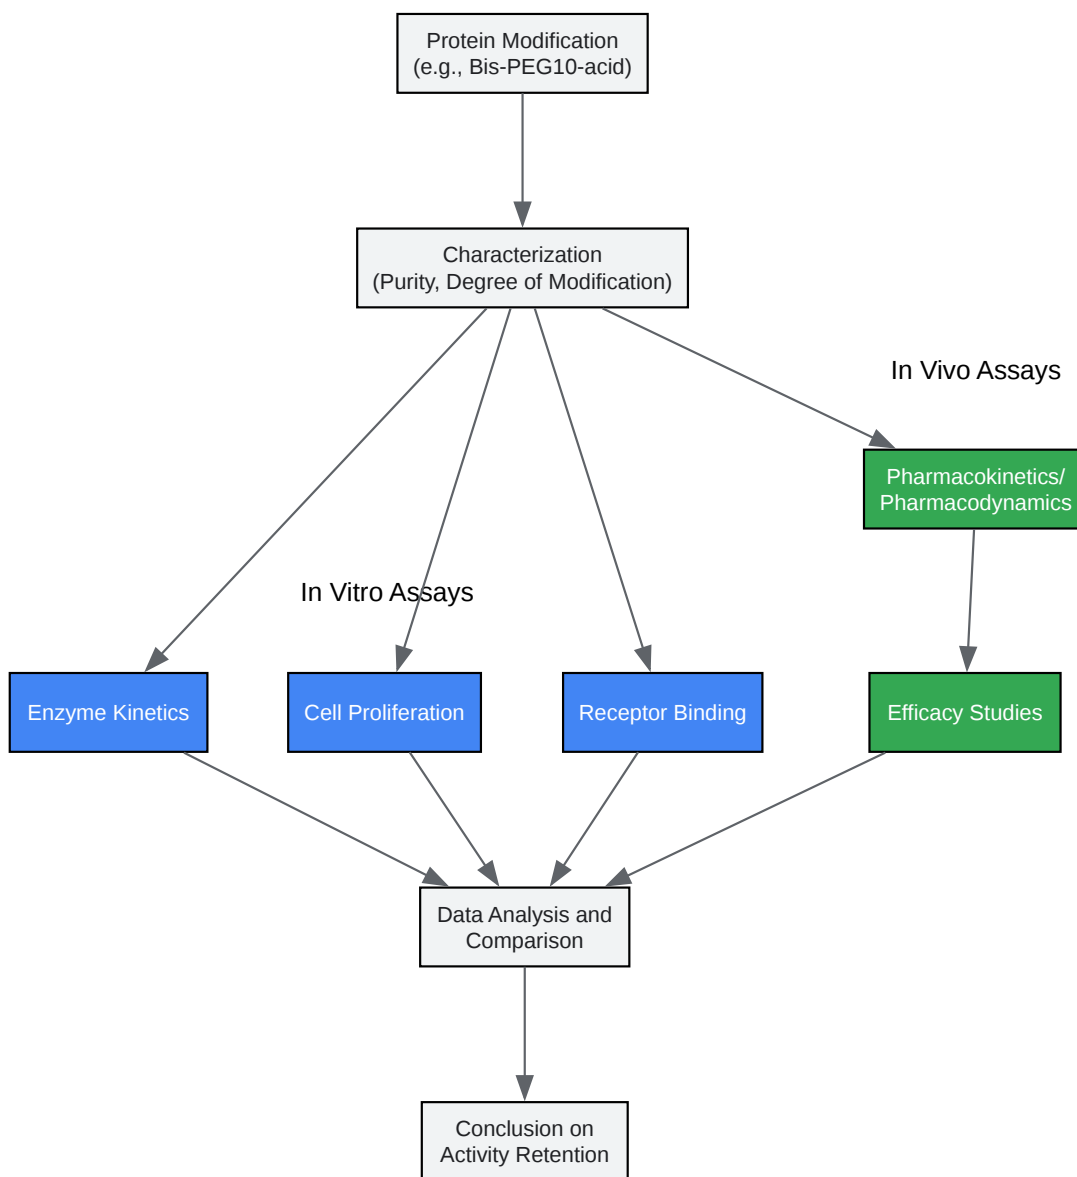 Protein Modification
(e.g., Bis-PEG10-acid)
Characterization
(Purity, Degree of Modification)
In Vivo Assays
Pharmacokinetics/
Pharmacodynamics
In Vitro Assays
Enzyme Kinetics
Cell Proliferation
Receptor Binding
Efficacy Studies
Data Analysis and
Comparison
Conclusion on
Activity Retention